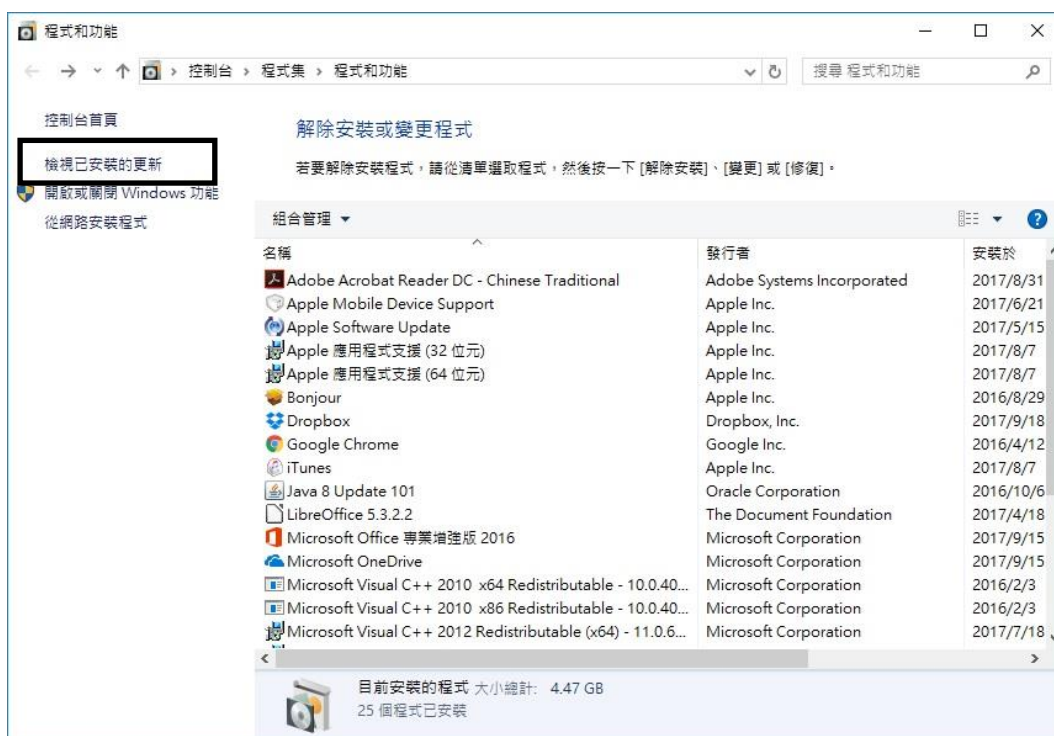 程式和功能
控制台 › 程式集 › 程式和功能
搜尋 程式和功能
控制台首頁
檢視已安裝的更新
開啟或關閉 Windows 功能
從網路安裝程式
解除安裝或變更程式
若要解除安裝程式，請從清單選取程式，然後按一下 [解除安裝]、[變更] 或 [修復]。
組合管理
名稱 發行者 安裝於
Adobe Acrobat Reader DC - Chinese Traditional Adobe Systems Incorporated 2017/8/31
Apple Mobile Device Support Apple Inc. 2017/6/21
Apple Software Update Apple Inc. 2017/5/15
Apple 應用程式支援 (32 位元) Apple Inc. 2017/8/7
Apple 應用程式支援 (64 位元) Apple Inc. 2017/8/7
Bonjour Apple Inc. 2016/8/29
Dropbox Dropbox, Inc. 2017/9/18
Google Chrome Google Inc. 2016/4/12
iTunes Apple Inc. 2017/8/7
Java 8 Update 101 Oracle Corporation 2016/10/6
LibreOffice 5.3.2.2 The Document Foundation 2017/4/18
Microsoft Office 專業增強版 2016 Microsoft Corporation 2017/9/15
Microsoft OneDrive Microsoft Corporation 2017/9/15
Microsoft Visual C++ 2010 x64 Redistributable - 10.0.40... Microsoft Corporation 2016/2/3
Microsoft Visual C++ 2010 x86 Redistributable - 10.0.40... Microsoft Corporation 2016/2/3
Microsoft Visual C++ 2012 Redistributable (x64) - 11.0.6... Microsoft Corporation 2017/7/18
目前安裝的程式 大小總計: 4.47 GB
25 個程式已安裝